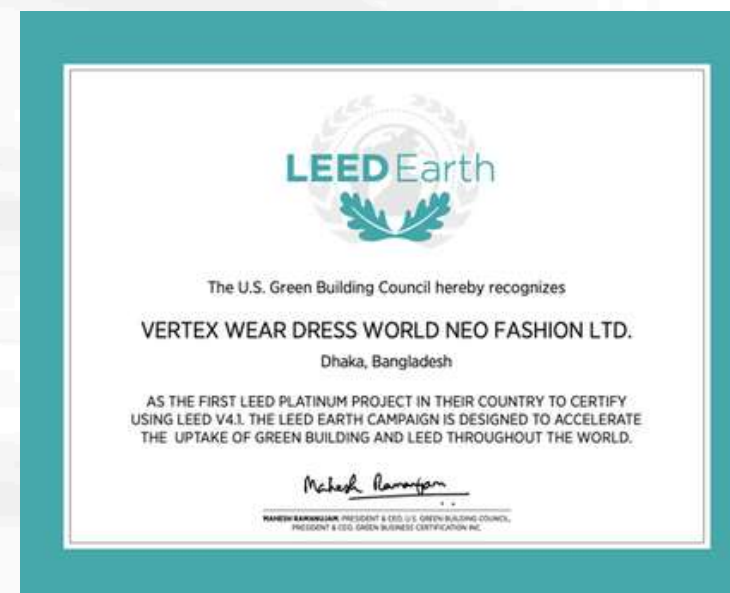 LEED Earth
The U.S. Green Building Council hereby recognizes
VERTEX WEAR DRESS WORLD NEO FASHION LTD.
Dhaka, Bangladesh
AS THE FIRST LEED PLATINUM PROJECT IN THEIR COUNTRY TO CERTIFY
USING LEED V4.1. THE LEED EARTH CAMPAIGN IS DESIGNED TO ACCELERATE
THE UPTAKE OF GREEN BUILDING AND LEED THROUGHOUT THE WORLD.
Mahesh Ramanujam
MAHESH RAMANUJAM, PRESIDENT & CEO, U.S. GREEN BUILDING COUNCIL,
PRESIDENT & CEO, GREEN BUSINESS CERTIFICATION INC.